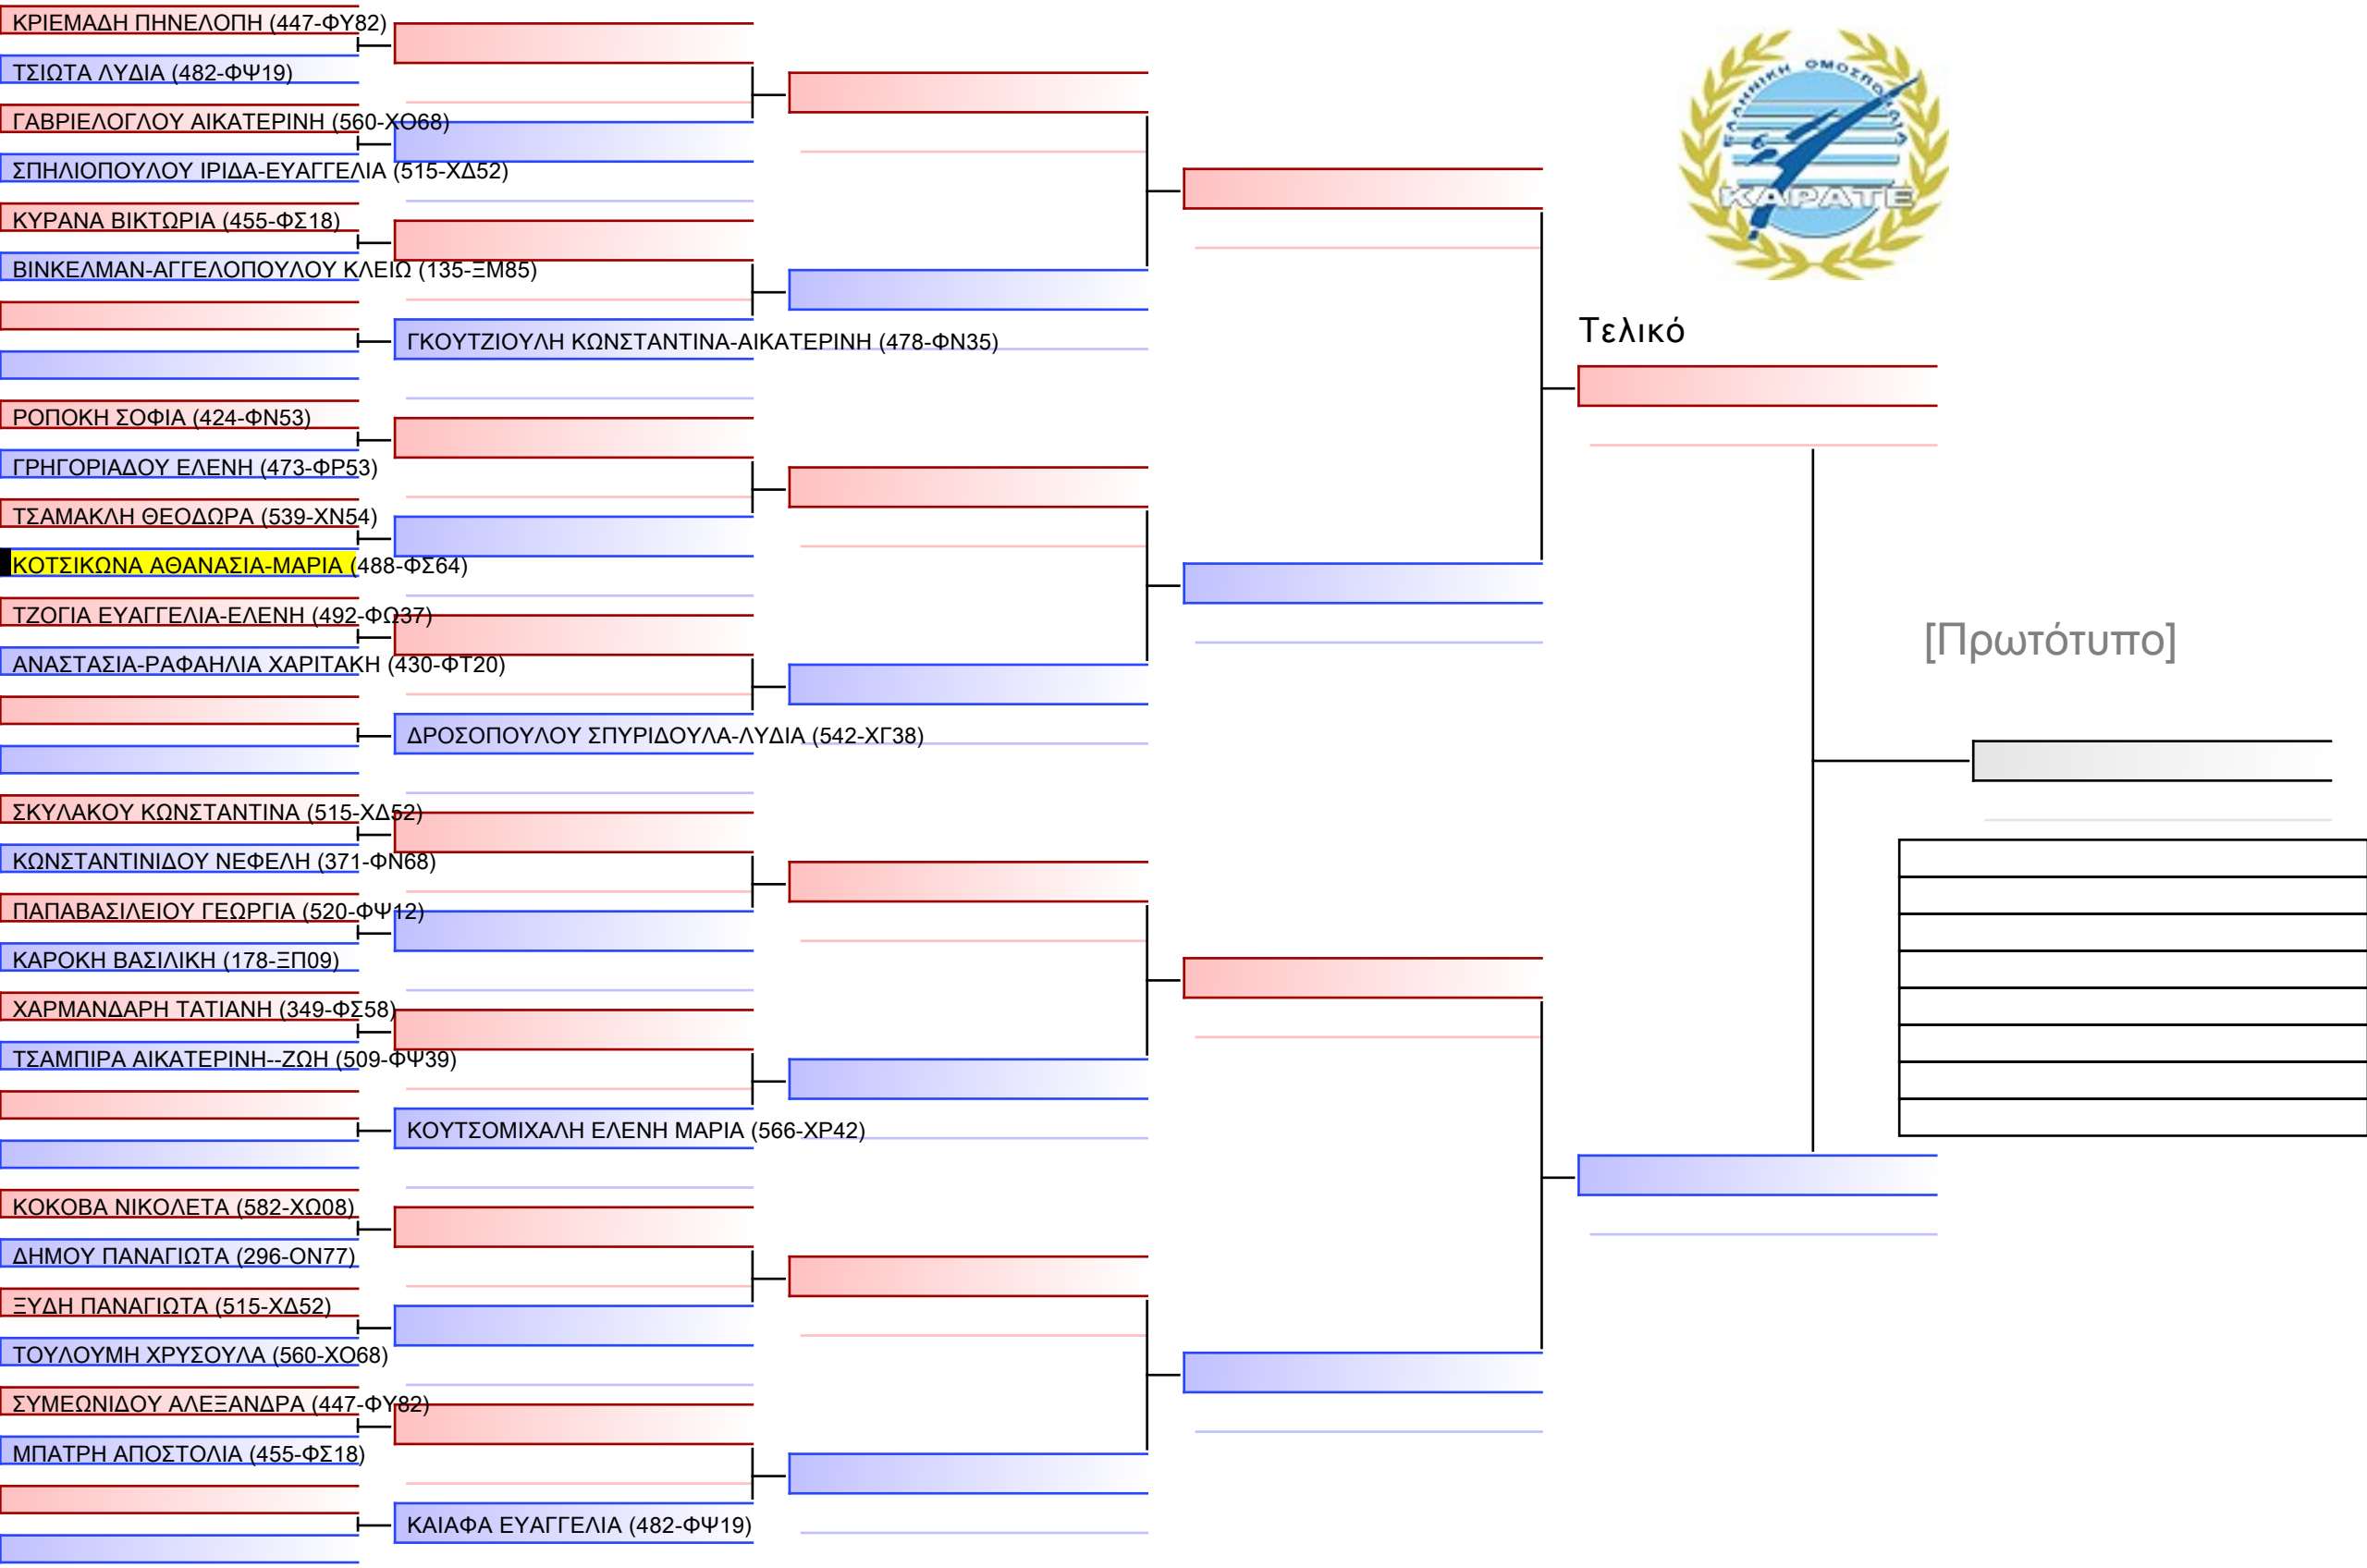 ΚΡΙΕΜΑΔΗ ΠΗΝΕΛΟΠΗ (447-ΦΥ82)
ΤΣΙΩΤΑ ΛΥΔΙΑ (482-ΦΨ19)
ΓΑΒΡΙΕΛΟΓΛΟΥ ΑΙΚΑΤΕΡΙΝΗ (560-ΧΟ68)
ΣΠΗΛΙΟΠΟΥΛΟΥ ΙΡΙΔΑ-ΕΥΑΓΓΕΛΙΑ (515-ΧΔ52)
ΚΥΡΑΝΑ ΒΙΚΤΩΡΙΑ (455-ΦΣ18)
ΒΙΝΚΕΛΜΑΝ-ΑΓΓΕΛΟΠΟΥΛΟΥ ΚΛΕΙΩ (135-ΞΜ85)
ΓΚΟΥΤΖΙΟΥΛΗ ΚΩΝΣΤΑΝΤΙΝΑ-ΑΙΚΑΤΕΡΙΝΗ (478-ΦΝ35)
ΡΟΠΟΚΗ ΣΟΦΙΑ (424-ΦΝ53)
ΓΡΗΓΟΡΙΑΔΟΥ ΕΛΕΝΗ (473-ΦΡ53)
ΤΣΑΜΑΚΛΗ ΘΕΟΔΩΡΑ (539-ΧΝ54)
ΚΟΤΣΙΚΩΝΑ ΑΘΑΝΑΣΙΑ-ΜΑΡΙΑ (488-ΦΣ64)
ΤΖΟΓΙΑ ΕΥΑΓΓΕΛΙΑ-ΕΛΕΝΗ (492-ΦΩ37)
ΑΝΑΣΤΑΣΙΑ-ΡΑΦΑΗΛΙΑ ΧΑΡΙΤΑΚΗ (430-ΦΤ20)
ΔΡΟΣΟΠΟΥΛΟΥ ΣΠΥΡΙΔΟΥΛΑ-ΛΥΔΙΑ (542-ΧΓ38)
ΣΚΥΛΑΚΟΥ ΚΩΝΣΤΑΝΤΙΝΑ (515-ΧΔ52)
ΚΩΝΣΤΑΝΤΙΝΙΔΟΥ ΝΕΦΕΛΗ (371-ΦΝ68)
ΠΑΠΑΒΑΣΙΛΕΙΟΥ ΓΕΩΡΓΙΑ (520-ΦΨ12)
ΚΑΡΟΚΗ ΒΑΣΙΛΙΚΗ (178-ΞΠ09)
ΧΑΡΜΑΝΔΑΡΗ ΤΑΤΙΑΝΗ (349-ΦΣ58)
ΤΣΑΜΠΙΡΑ ΑΙΚΑΤΕΡΙΝΗ--ΖΩΗ (509-ΦΨ39)
ΚΟΥΤΣΟΜΙΧΑΛΗ ΕΛΕΝΗ ΜΑΡΙΑ (566-ΧΡ42)
ΚΟΚΟΒΑ ΝΙΚΟΛΕΤΑ (582-ΧΩ08)
ΔΗΜΟΥ ΠΑΝΑΓΙΩΤΑ (296-ΟΝ77)
ΞΥΔΗ ΠΑΝΑΓΙΩΤΑ (515-ΧΔ52)
ΤΟΥΛΟΥΜΗ ΧΡΥΣΟΥΛΑ (560-ΧΟ68)
ΣΥΜΕΩΝΙΔΟΥ ΑΛΕΞΑΝΔΡΑ (447-ΦΥ82)
ΜΠΑΤΡΗ ΑΠΟΣΤΟΛΙΑ (455-ΦΣ18)
ΚΑΙΑΦΑ ΕΥΑΓΓΕΛΙΑ (482-ΦΨ19)
ΕΛΛΗΝΙΚΗ ΟΜΟΣΠΟΝΔΙΑ
ΚΑΡΑΤΕ
Τελικό
[Πρωτότυπο]